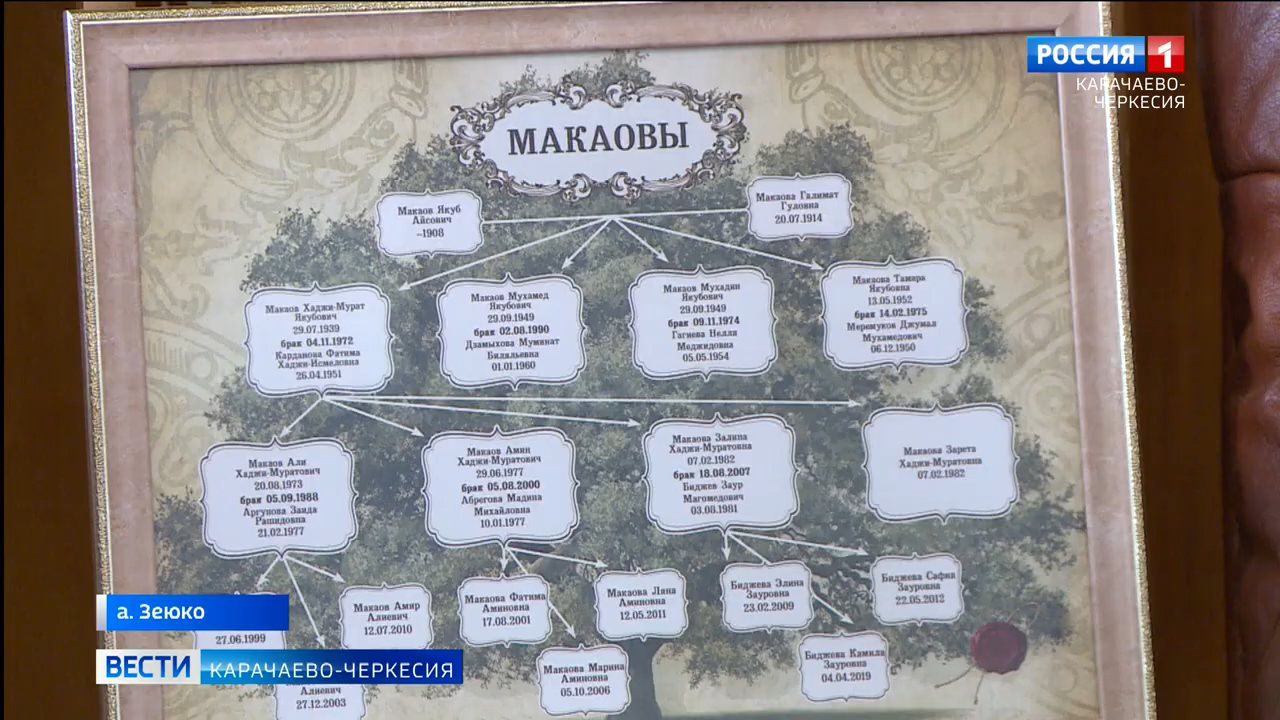 РОССИЯ 1
КАРАЧАЕВО-
ЧЕРКЕСИЯ
МАКАОВЫ
Макаов Якуб
Айсович
–1908
Макаова Галимат
Гуловна
20.07.1914
Макаов Хаджи-Мурат
Якубович
29.07.1939
брак 04.11.1972
Карданова Фатима
Хаджи-Исмеловна
26.04.1951
Макаов Мухамед
Якубович
29.09.1949
брак 02.08.1990
Дзамыхова Муминат
Билальевна
01.01.1960
Макаов Мухадин
Якубович
29.09.1949
брак 09.11.1974
Гагиева Нелля
Меджидовна
05.05.1954
Макаова Тамара
Якубовна
13.05.1952
брак 14.02.1975
Меремуков Джумал
Мухамедович
06.12.1950
Макаов Али
Хаджи-Муратович
20.08.1973
брак 05.09.1988
Аргунова Заида
Рашидовна
21.02.1977
Макаов Амин
Хаджи-Муратович
29.06.1977
брак 05.08.2000
Абрегова Мадина
Михайловна
10.01.1977
Макаова Залина
Хаджи-Муратовна
07.02.1982
брак 18.08.2007
Биджев Заур
Магомедович
03.08.1981
Макаова Зарета
Хаджи-Муратовна
07.02.1982
27.06.1999
Макаов Амир
Алиевич
12.07.2010
Макаова Фатима
Аминовна
17.08.2001
Макаова Ляна
Аминовна
12.05.2011
Биджева Элина
Зауровна
23.02.2009
Биджева Сафия
Зауровна
22.05.2012
Алиевич
27.12.2003
Макаова Марина
Аминовна
05.10.2006
Биджева Камила
Зауровна
04.04.2019
а. Зеюко
ВЕСТИ КАРАЧАЕВО-ЧЕРКЕСИЯ